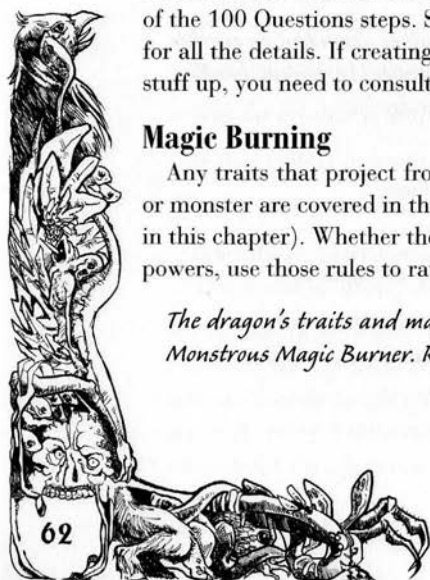 of the 100 Questions steps. S
for all the details. If creating
stuff up, you need to consult
Magic Burning
Any traits that project fro
or monster are covered in th
in this chapter). Whether the
powers, use those rules to ra
The dragon's traits and ma
Monstrous Magic Burner. R
62